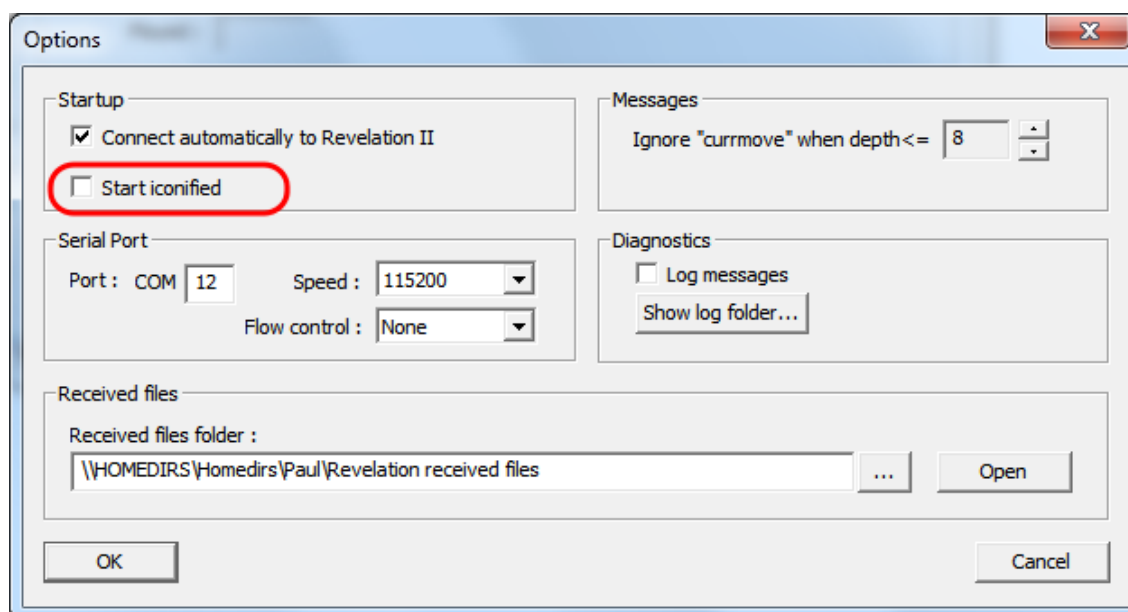 Options
Startup
Connect automatically to Revelation II
Start iconified
Messages
Ignore "currmove" when depth<= 8
Serial Port
Port : COM 12 Speed : 115200
Flow control : None
Diagnostics
Log messages
Show log folder...
Received files
Received files folder :
\\HOMEDIRS\Homedirs\Paul\Revelation received files ... Open
OK Cancel